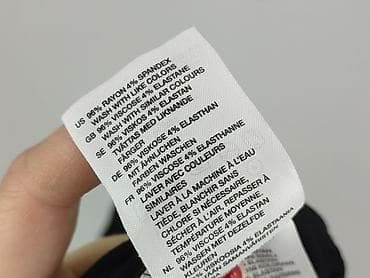 US 96% RAYON 4% SPANDEX
WASH WITH LIKE COLORS
GB 96% VISCOSE 4% ELASTANE
WASH WITH SIMILAR COLOURS
SE 96% VISKOS 4% ELASTAN
TVÄTTAS MED LIKNANDE
FÄRGER
DE 96% VISKOSE 4% ELASTHAN
MIT ÄHNLICHEN
FARBEN WASCHEN
FR 96% VISCOSE 4% ELASTHANNE
LAVER AVEC COULEURS
SIMILAIRES
LAVER À LA MACHINE À L'EAU
TIÈDE, BLANCHIR SANS
CHLORE SI NÉCESSAIRE,
SÉCHER À L'AIR, REPASSER À
TEMPÉRATURE MOYENNE.
NL 96% VISCOSE 4% ELASTAN
WASSEN MET DEZELFDE
KLEUREN
4% ELASTAANIA